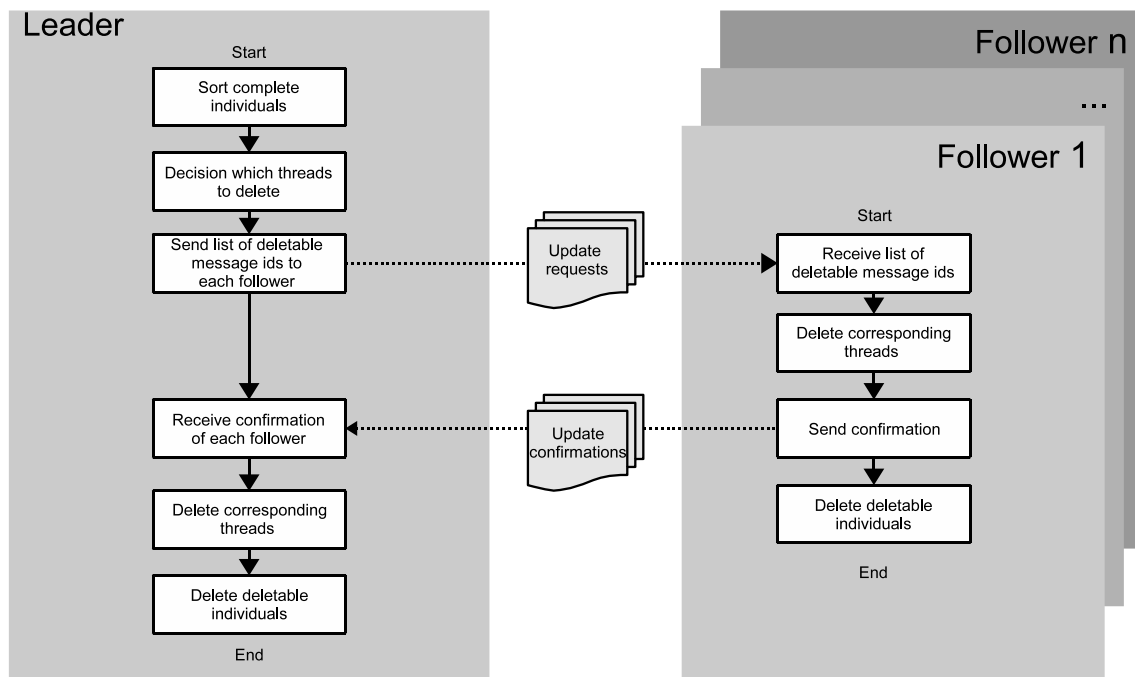 Leader
Start
Sort complete
individuals
Decision which threads
to delete
Send list of deletable
message ids to
each follower
Receive confirmation
of each follower
Delete corresponding
threads
Delete deletable
individuals
End
Update
requests
Update
confirmations
Follower n
...
Follower 1
Start
Receive list of
deletable message ids
Delete corresponding
threads
Send confirmation
Delete deletable
individuals
End